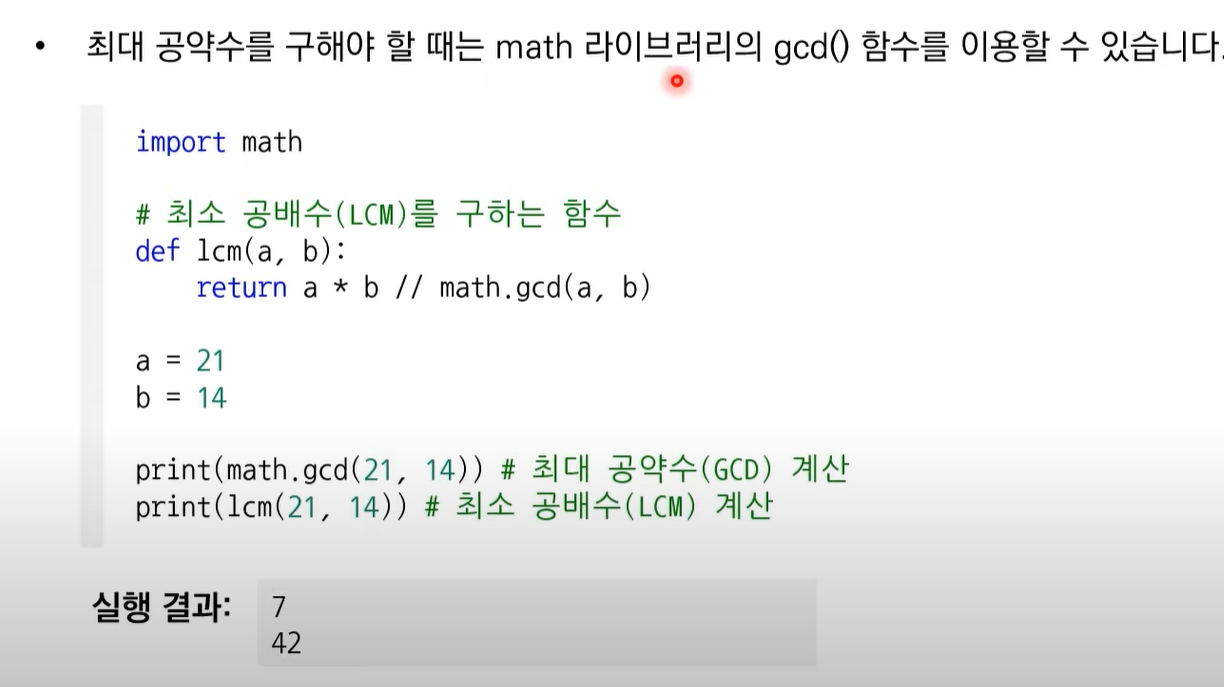 • 최대 공약수를 구해야 할 때는 math 라이브러리의 gcd() 함수를 이용할 수 있습니다.
import math
# 최소 공배수(LCM)를 구하는 함수
def lcm(a, b):
    return a * b // math.gcd(a, b)
a = 21
b = 14
print(math.gcd(21, 14)) # 최대 공약수(GCD) 계산
print(lcm(21, 14)) # 최소 공배수(LCM) 계산
실행 결과: 7
42